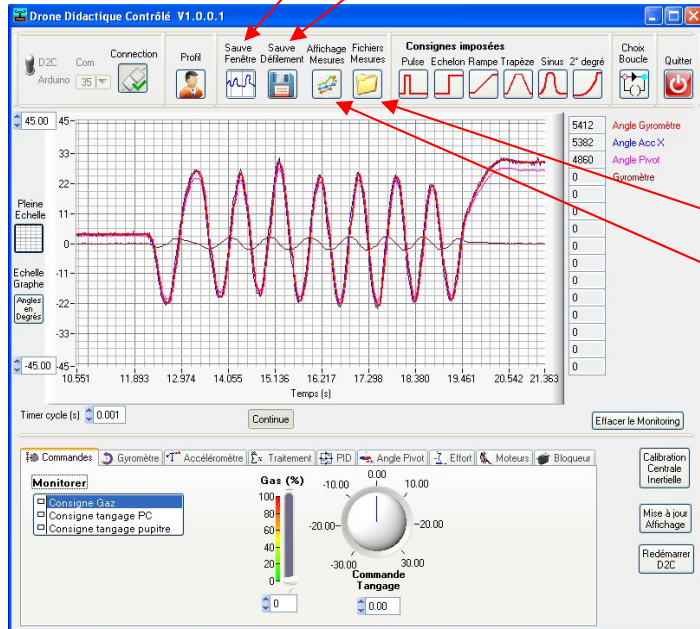 Drone Didactique Contrôlé V1.0.0.1
D2C
Arduino
Com
35
Connection
Profil
Sauve Fenêtre
Sauve Défilement
Affichage Mesures
Fichiers Mesures
Consignes imposées
Pulse Echelon Rampe Trapèze Sinus 2° degré
Choix Boucle
Quitter
45.00
45-
33-
22-
11-
0-
-11-
-22-
-33-
-45-
-45.00
Pleine Echelle
Echelle Graphe
Angles en Degrés
10.551 11.893 12.974 14.055 15.136 16.217 17.298 18.380 19.461 20.542 21.363
Temps (s)
5412 Angle Gyromètre
5382 Angle Acc X
4860 Angle Pivot
0 Gyromètre
0
0
0
0
0
0
0
0
0
0
0
Timer cycle (s) 0.001
Continue
Effacer le Monitoring
Commandes Gyromètre Accéléromètre Traitement PID Angle Pivot Effort Moteurs Bloqueur
Monitorer
Consigne Gaz
Consigne tangage PC
Consigne tangage pupitre
Gas (%)
100-
80-
60-
40-
20-
0-
0
0.00
-10.00 10.00
-20.00- -20.00
-30.00 30.00
Commande Tangage
0.00
Calibration Centrale Inertielle
Mise à jour Affichage
Redémarrer D2C